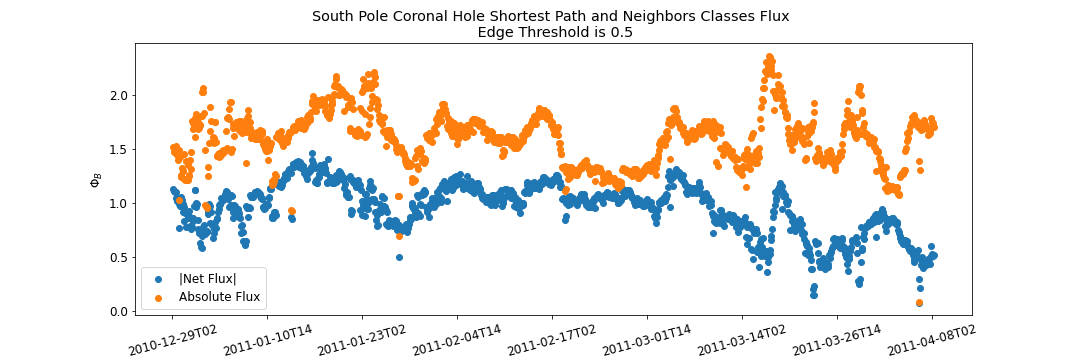 South Pole Coronal Hole Shortest Path and Neighbors Classes Flux
Edge Threshold is 0.5
Φ_B
2.0
1.5
1.0
0.5
0.0
|Net Flux|
Absolute Flux
2010-12-29T02
2011-01-10T14
2011-01-23T02
2011-02-04T14
2011-02-17T02
2011-03-01T14
2011-03-14T02
2011-03-26T14
2011-04-08T02